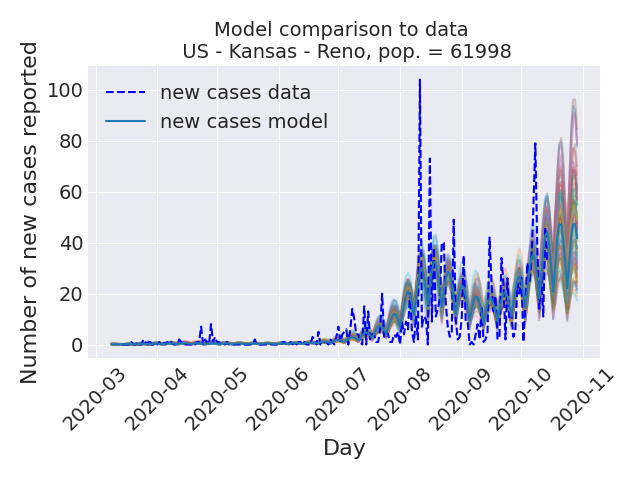 Model comparison to data
US - Kansas - Reno, pop. = 61998
Number of new cases reported
100
80
60
40
20
0
new cases data
new cases model
2020-03
2020-04
2020-05
2020-06
2020-07
2020-08
2020-09
2020-10
2020-11
Day